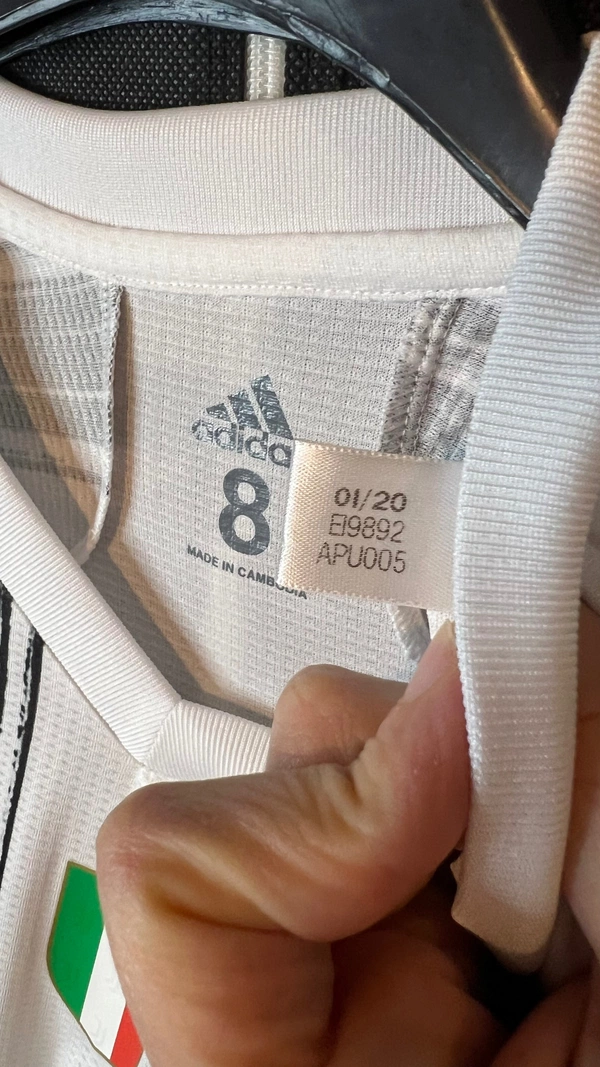 adidas
8
MADE IN CAMBODIA
01/20
EI9892
APU005